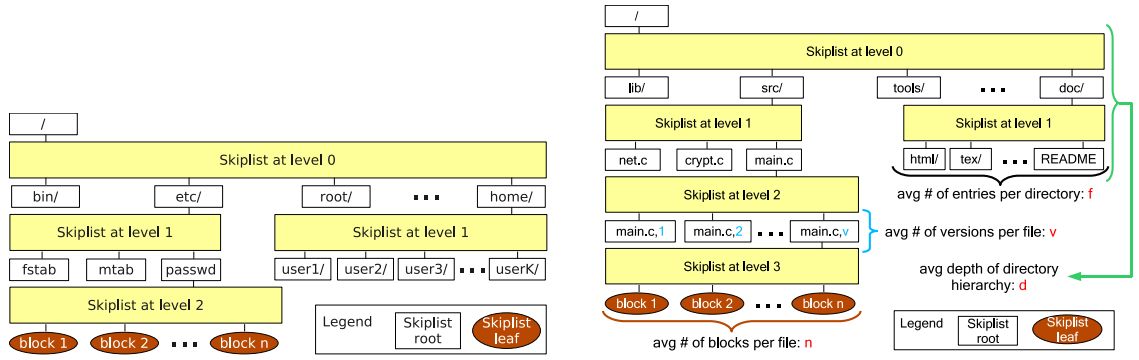 /
Skiplist at level 0
bin/ etc/ root/ ... home/
Skiplist at level 1 Skiplist at level 1
fstab mtab passwd user1/ user2/ user3/ ... userK/
Skiplist at level 2
block 1 block 2 ... block n
Legend Skiplist root Skiplist leaf
/
Skiplist at level 0
lib/ src/ tools/ ... doc/
Skiplist at level 1 Skiplist at level 1
net.c crypt.c main.c html/ tex/ ... README
Skiplist at level 2
avg # of entries per directory: f
main.c,1 main.c,2 ... main.c,v
avg # of versions per file: v
Skiplist at level 3
avg depth of directory
hierarchy: d
block 1 block 2 ... block n
avg # of blocks per file: n
Legend Skiplist root Skiplist leaf